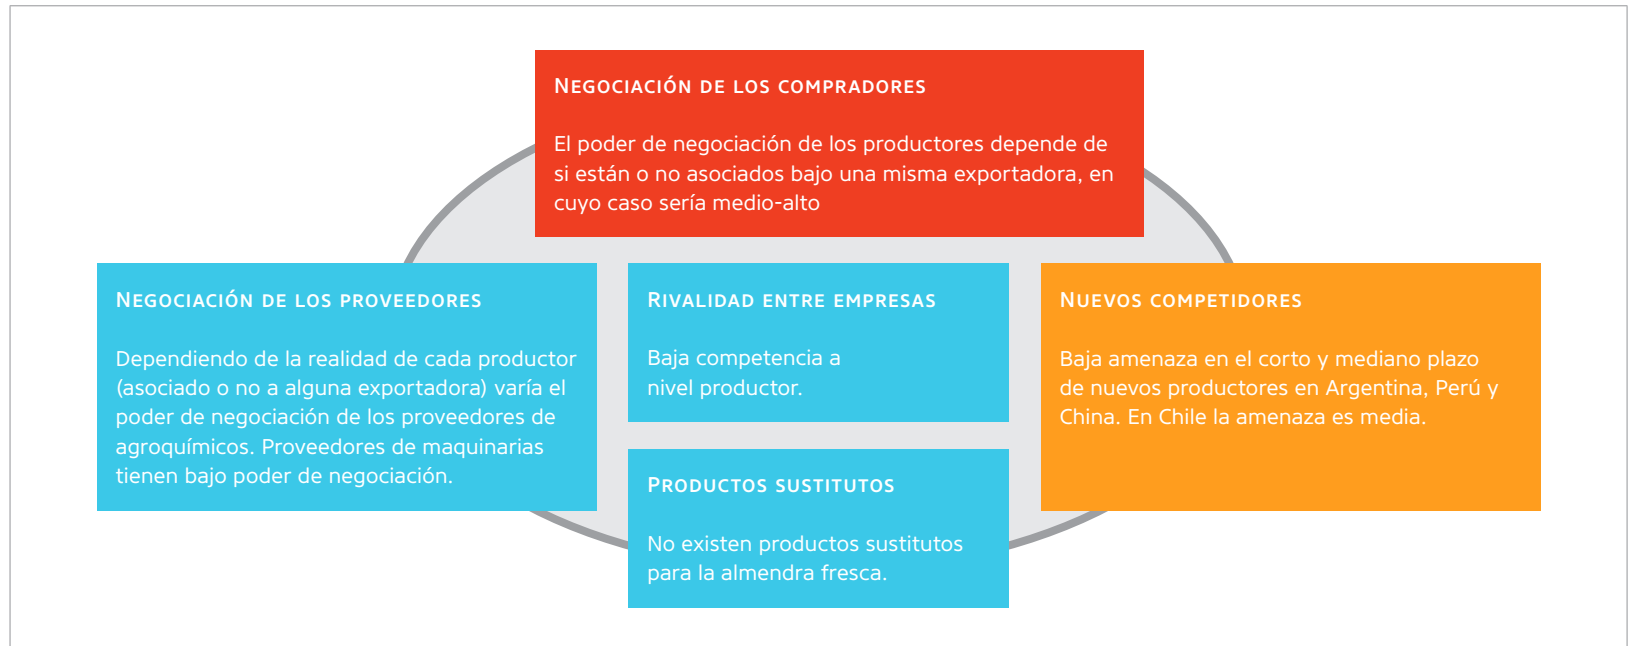 NEGOCIACIÓN DE LOS COMPRADORES
El poder de negociación de los productores depende de
si están o no asociados bajo una misma exportadora, en
cuyo caso sería medio-alto
NEGOCIACIÓN DE LOS PROVEEDORES
Dependiendo de la realidad de cada productor
(asociado o no a alguna exportadora) varía el
poder de negociación de los proveedores de
agroquímicos. Proveedores de maquinarias
tienen bajo poder de negociación.
RIVALIDAD ENTRE EMPRESAS
Baja competencia a
nivel productor.
NUEVOS COMPETIDORES
Baja amenaza en el corto y mediano plazo
de nuevos productores en Argentina, Perú y
China. En Chile la amenaza es media.
PRODUCTOS SUSTITUTOS
No existen productos sustitutos
para la almendra fresca.